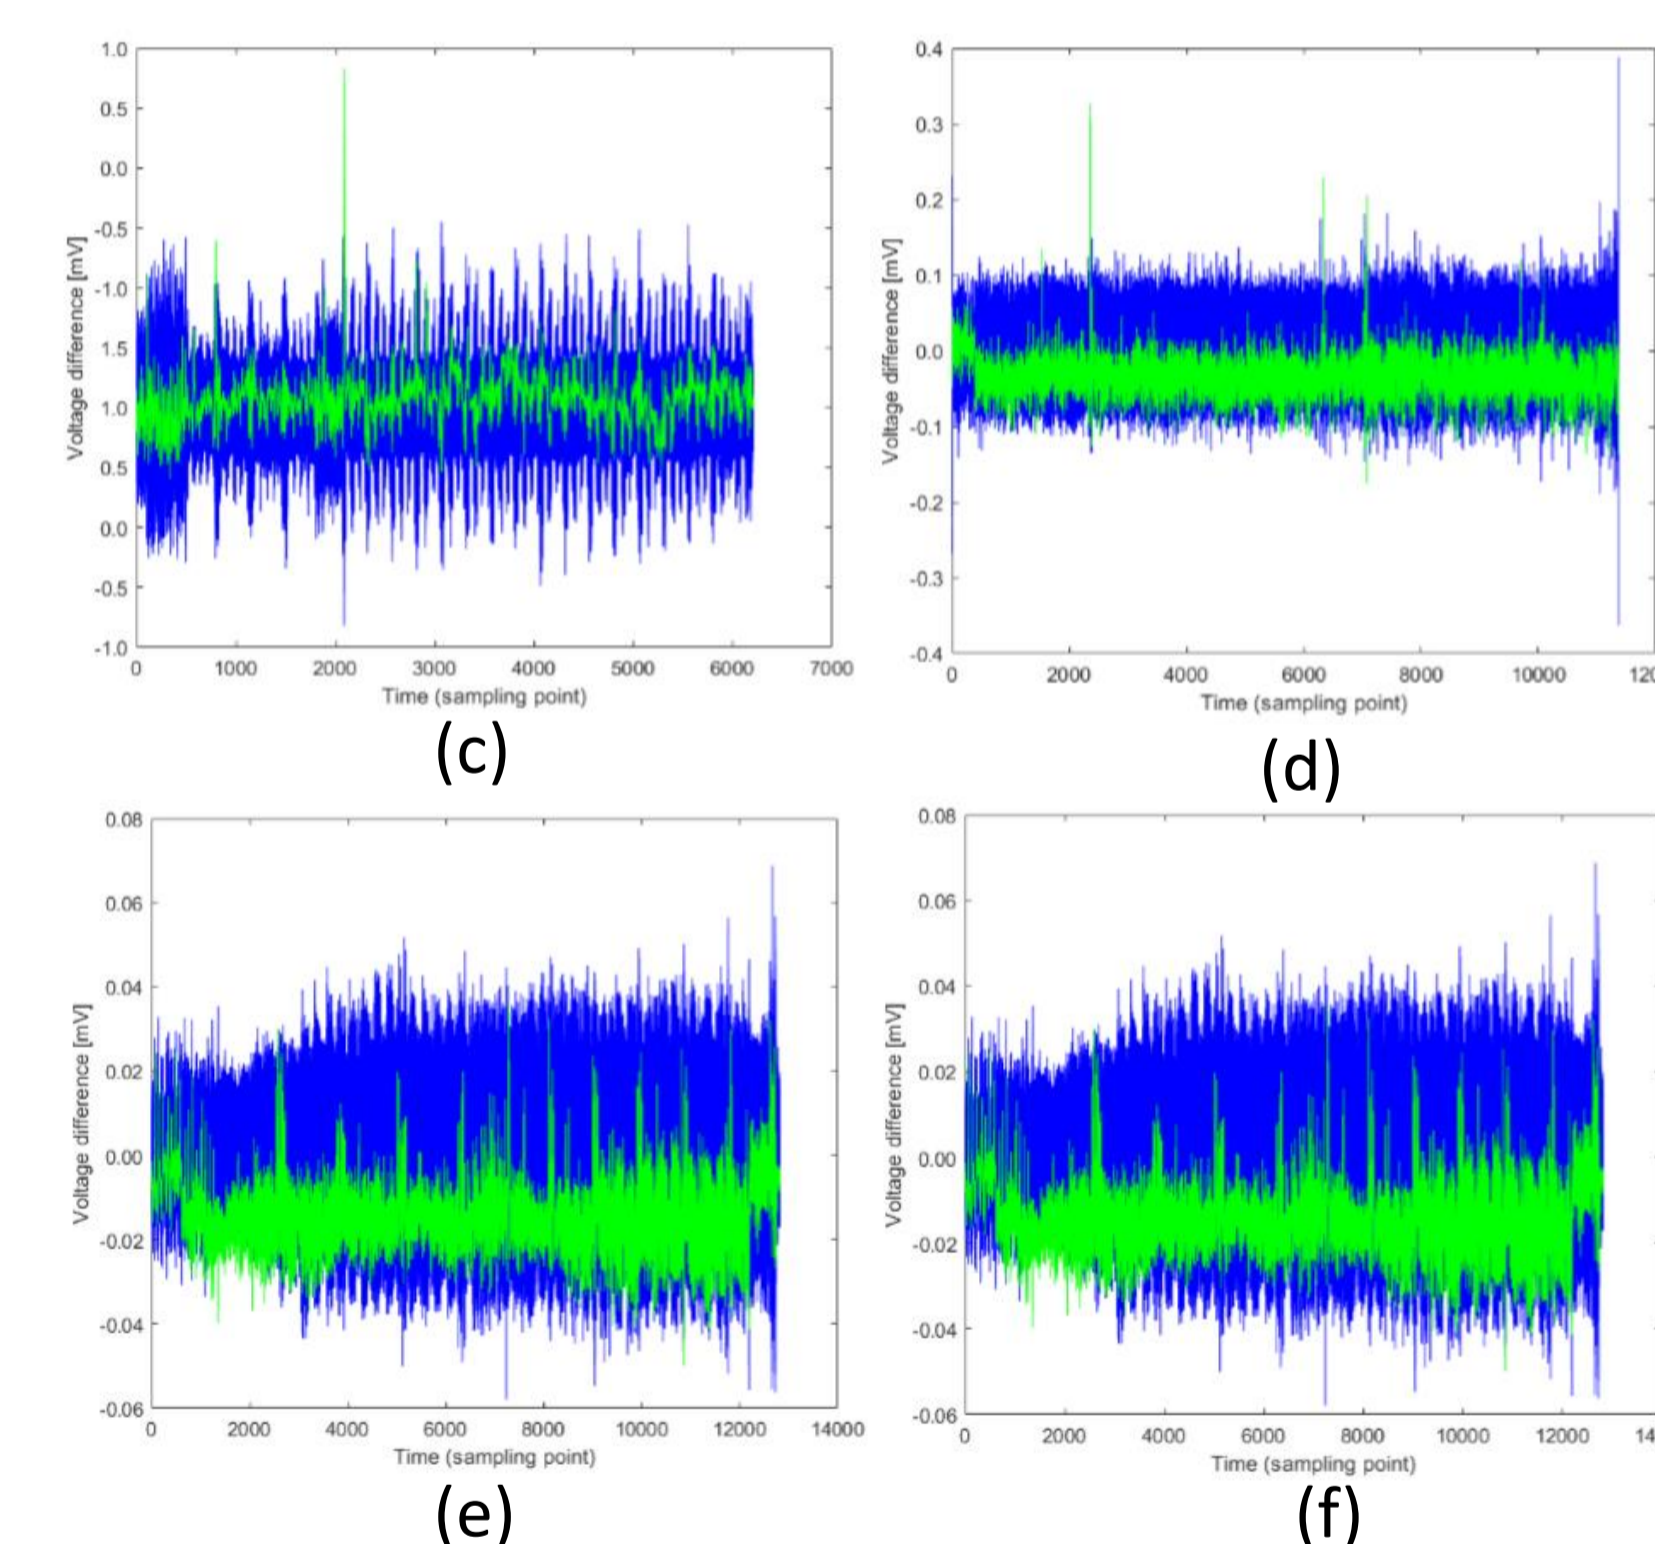 1.0
0.5
0.0
-0.5
-1.0
1.5
1.0
0.5
0.0
-0.5
-1.0
Voltage difference [mV]
0 1000 2000 3000 4000 5000 6000 7000
Time (sampling point)
(c)
0.4
0.3
0.2
0.1
0.0
-0.1
-0.2
-0.3
-0.4
Voltage difference [mV]
0 2000 4000 6000 8000 10000 120
Time (sampling point)
(d)
0.08
0.06
0.04
0.02
0.00
-0.02
-0.04
-0.06
Voltage difference [mV]
0 2000 4000 6000 8000 10000 12000 14000
Time (sampling point)
(e)
0.08
0.06
0.04
0.02
0.00
-0.02
-0.04
-0.06
Voltage difference [mV]
0 2000 4000 6000 8000 10000 12000 14
Time (sampling point)
(f)